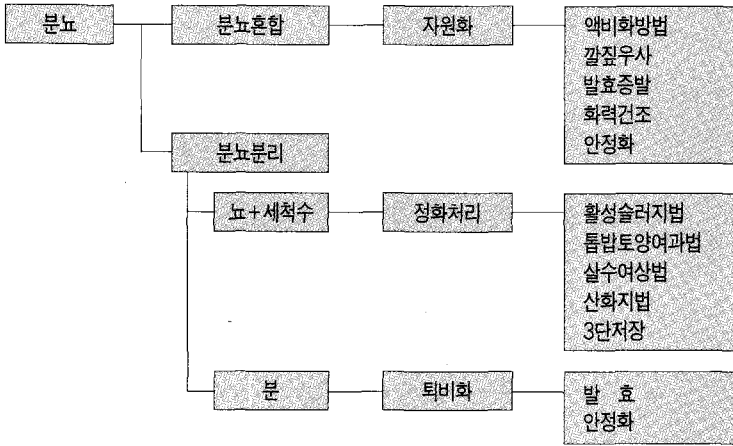 분뇨
분뇨혼합
자원화
액비화방법
깔짚우사
발효증발
화력건조
안정화
분뇨분리
뇨+세척수
정화처리
활성슬러지법
톱밥토양여과법
살수여상법
산화지법
3단저장
분
퇴비화
발 효
안정화